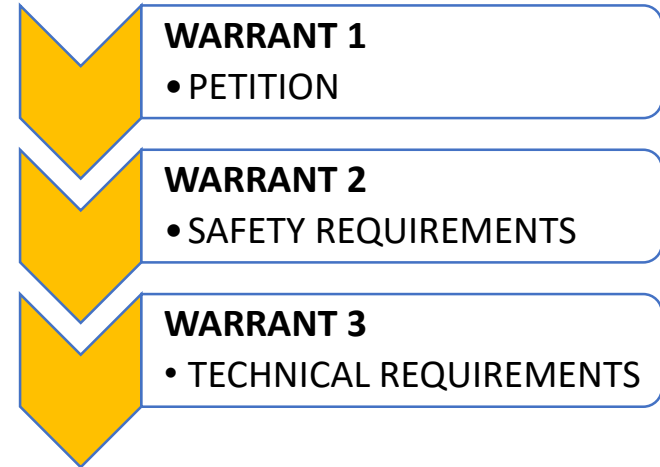 WARRANT 1
•PETITION
WARRANT 2
•SAFETY REQUIREMENTS
WARRANT 3
• TECHNICAL REQUIREMENTS